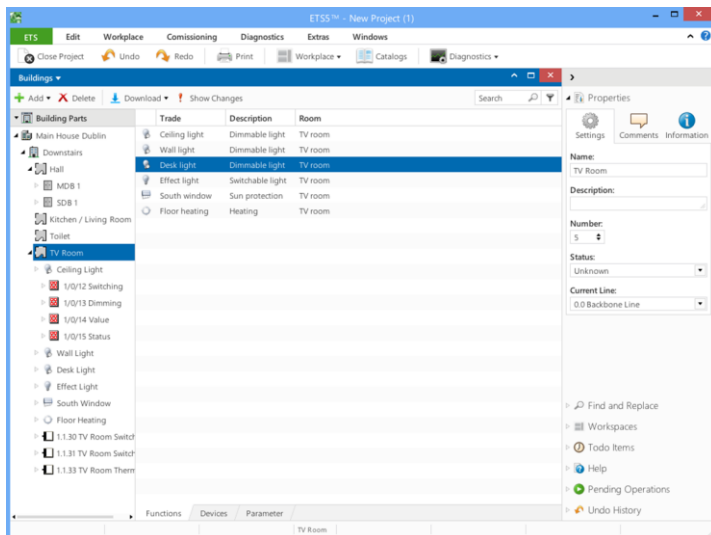 ETS5™ - New Project (1)
ETS Edit Workplace Comissioning Diagnostics Extras Windows
Close Project Undo Redo Print Workplace Catalogs Diagnostics
Buildings
Add Delete Download Show Changes Search
Building Parts
Main House Dublin
Downstairs
Hall
MDB 1
SDB 1
Kitchen / Living Room
Toilet
TV Room
Ceiling Light
1/0/12 Switching
1/0/13 Dimming
1/0/14 Value
1/0/15 Status
Wall Light
Desk Light
Effect Light
South Window
Floor Heating
1.1.30 TV Room Switch
1.1.31 TV Room Switch
1.1.33 TV Room Therm
Trade Description Room
Ceiling light Dimmable light TV room
Wall light Dimmable light TV room
Desk light Dimmable light TV room
Effect light Switchable light TV room
South window Sun protection TV room
Floor heating Heating TV room
Functions Devices Parameter
Properties
Settings Comments Information
Name:
TV Room
Description:
Number:
5
Status:
Unknown
Current Line:
0.0 Backbone Line
Find and Replace
Workspaces
Todo Items
Help
Pending Operations
Undo History
TV Room